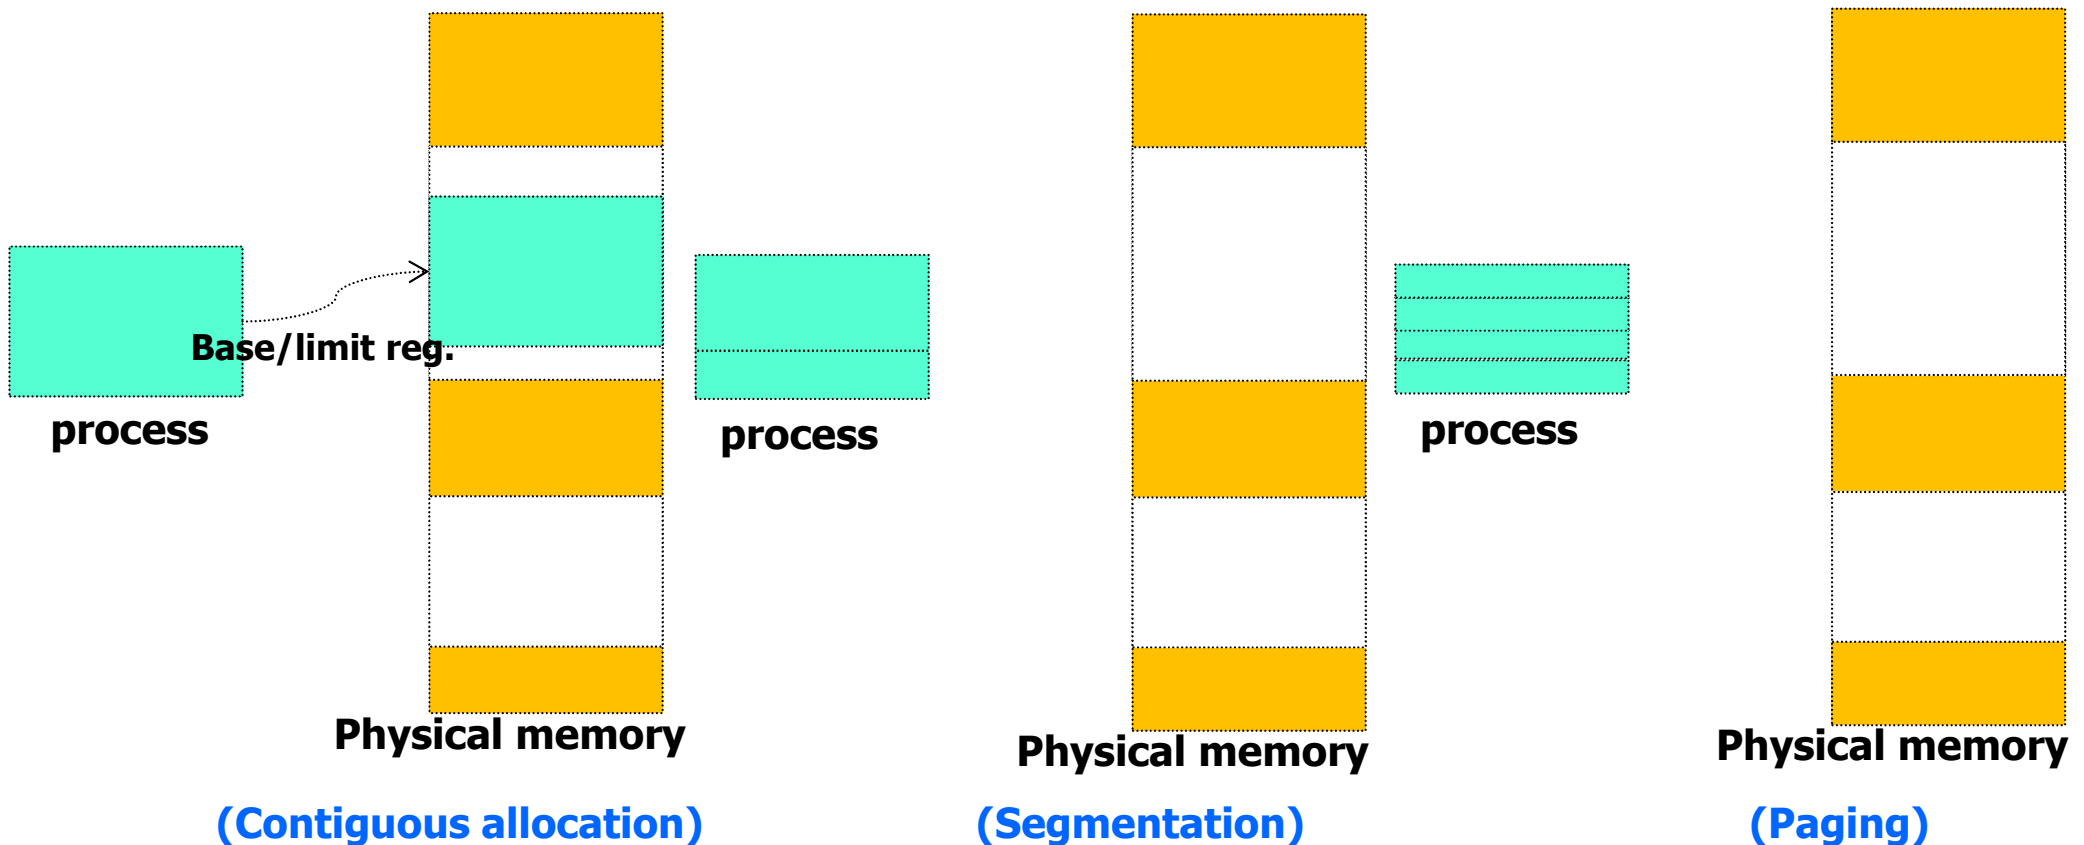 Base/limit reg.
process
process
process
Physical memory
Physical memory
Physical memory
(Contiguous allocation)
(Segmentation)
(Paging)